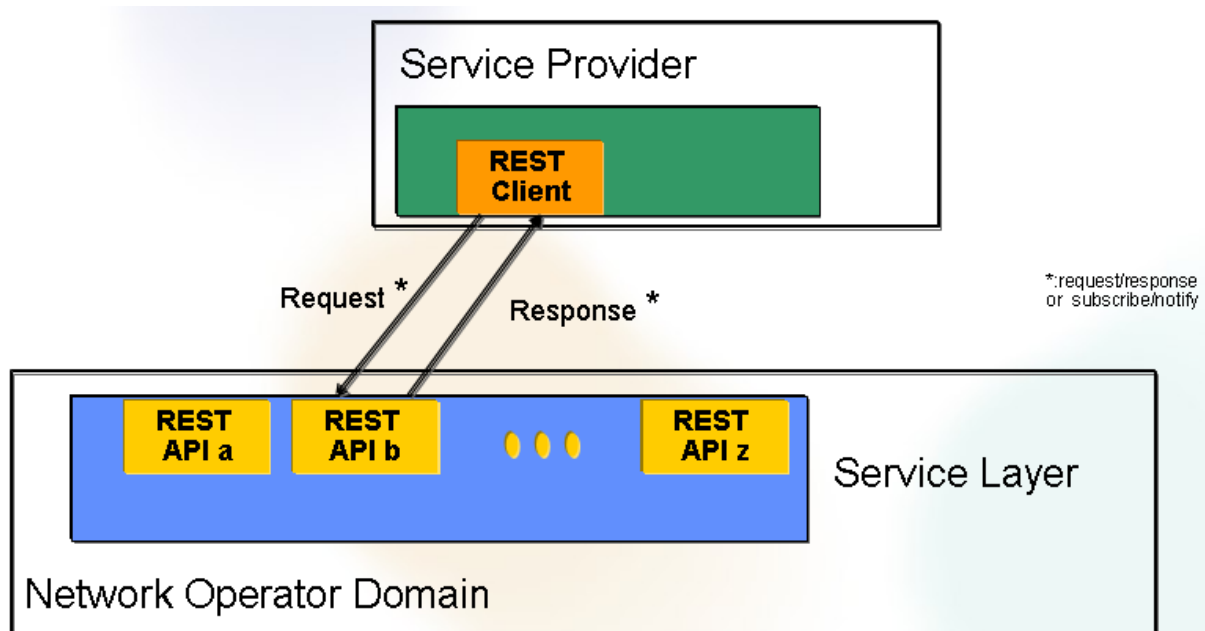 Service Provider
REST
Client
Request *
Response *
*:request/response
or subscribe/notify
REST
API a
REST
API b
REST
API z
Service Layer
Network Operator Domain